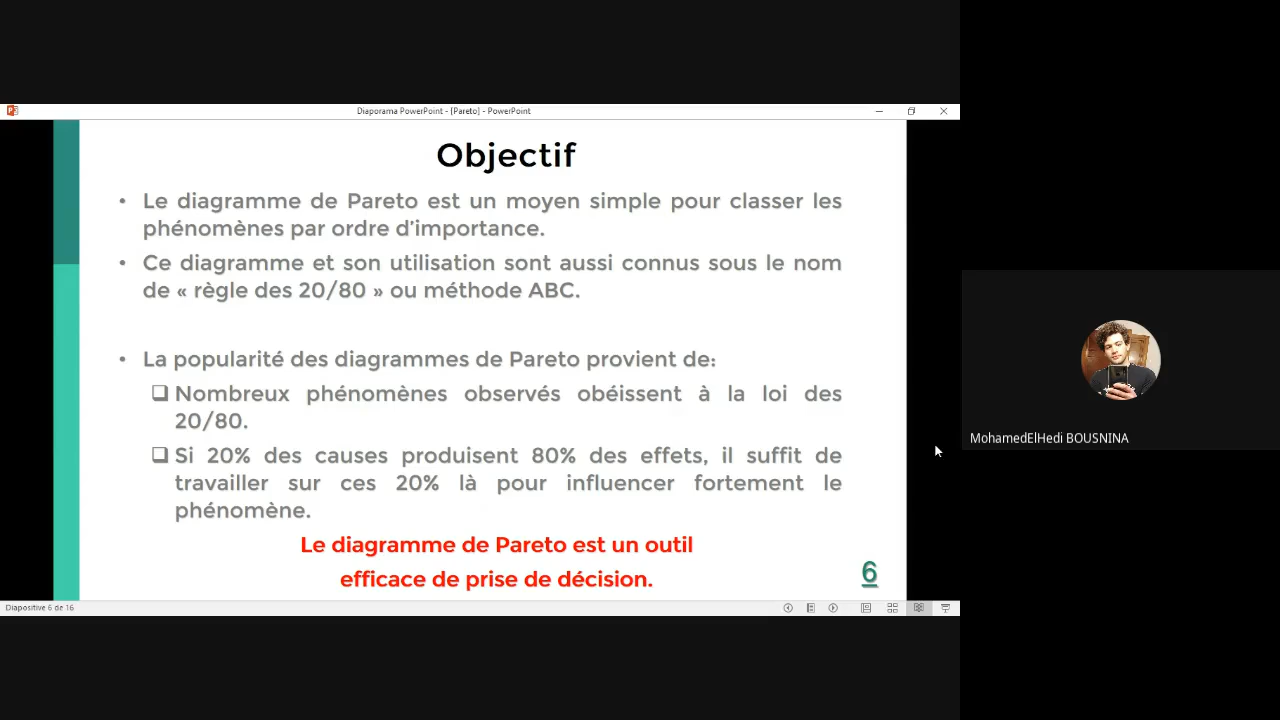 Diaporama PowerPoint - [Pareto] - PowerPoint
Objectif
• Le diagramme de Pareto est un moyen simple pour classer les
phénomènes par ordre d'importance.
• Ce diagramme et son utilisation sont aussi connus sous le nom
de « règle des 20/80 » ou méthode ABC.
• La popularité des diagrammes de Pareto provient de:
❑ Nombreux phénomènes observés obéissent à la loi des
20/80.
❑ Si 20% des causes produisent 80% des effets, il suffit de
travailler sur ces 20% là pour influencer fortement le
phénomène.
Le diagramme de Pareto est un outil
efficace de prise de décision.
6
Diapositive 6 de 16
MohamedElHedi BOUSNINA